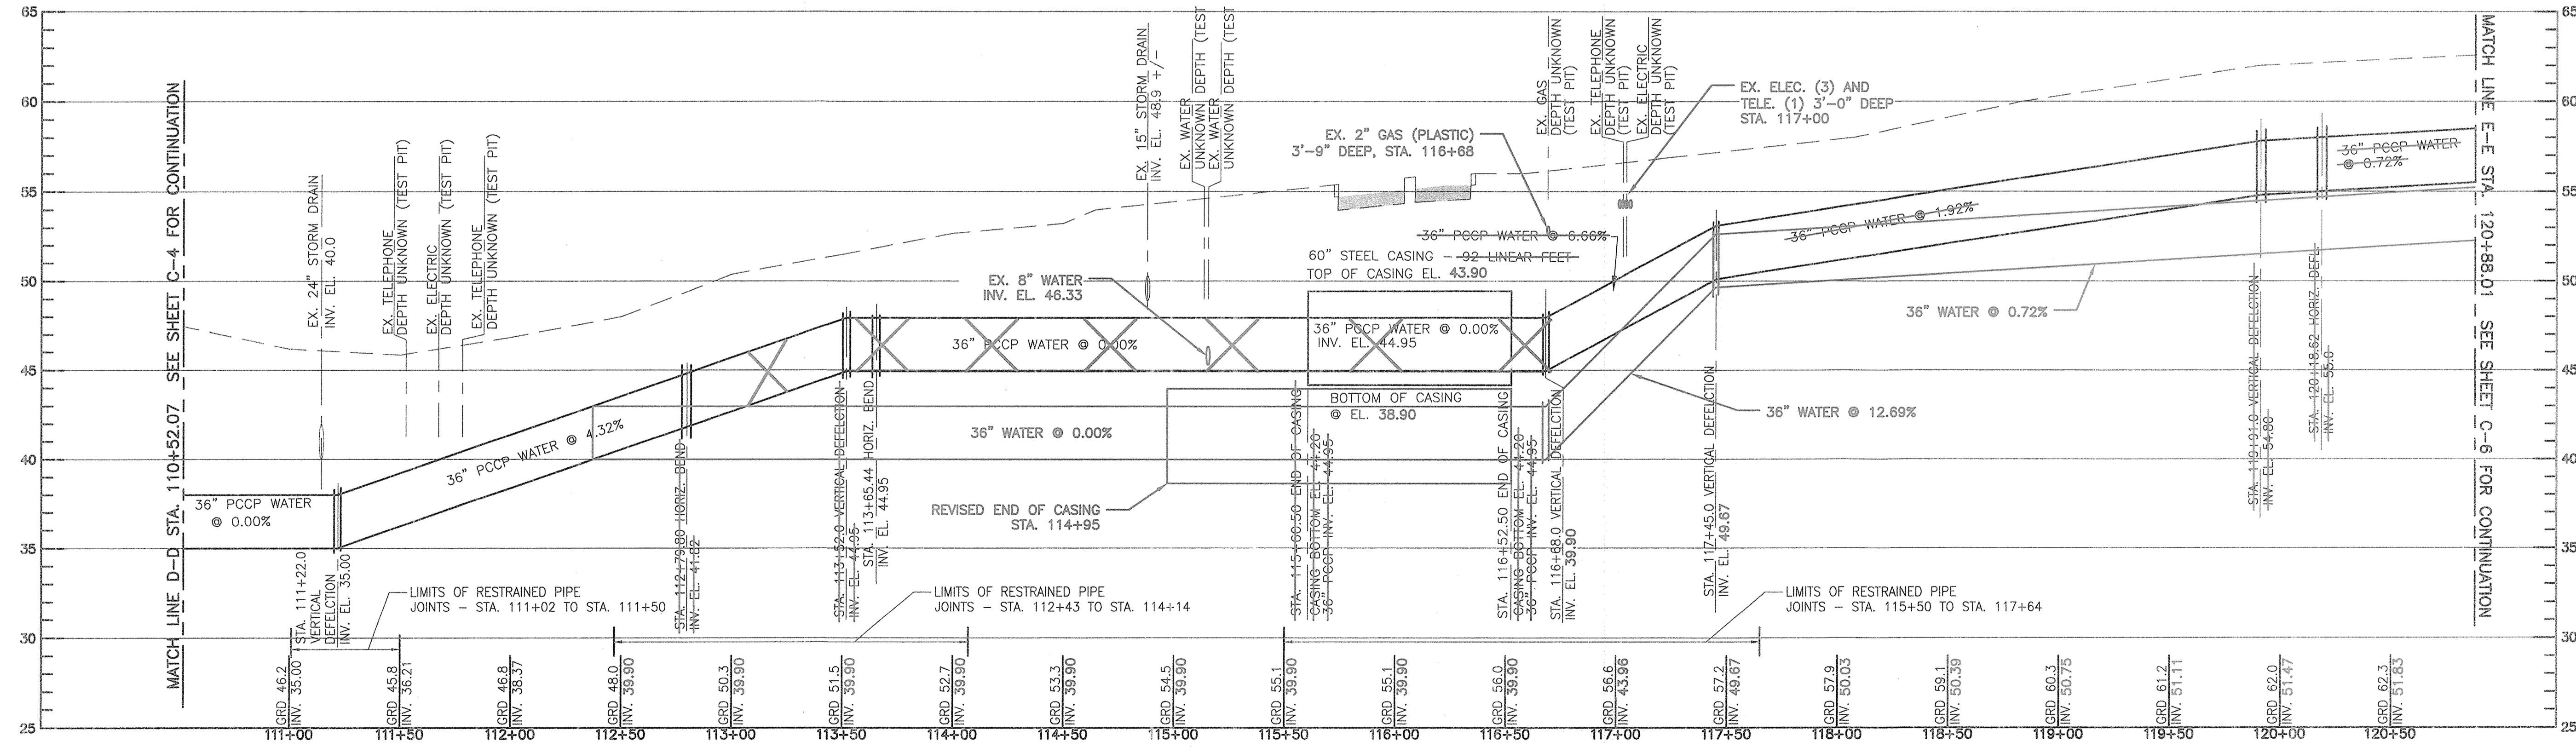 65
60
55
50
45
40
35
30
25
MATCH LINE D-D STA. 110+52.07 SEE SHEET C-4 FOR CONTINUATION
EX. 24" STORM DRAIN
INV. EL. 40.0
EX. TELEPHONE
DEPTH UNKNOWN (TEST PIT)
EX. ELECTRIC
DEPTH UNKNOWN (TEST PIT)
EX. TELEPHONE
DEPTH UNKNOWN (TEST PIT)
EX. 15" STORM DRAIN
INV. EL. 48.9 +/-
EX. WATER
UNKNOWN DEPTH (TEST
EX. WATER
UNKNOWN DEPTH (TEST
EX. GAS
DEPTH UNKNOWN
(TEST PIT)
EX. TELEPHONE
DEPTH UNKNOWN
(TEST PIT)
EX. ELECTRIC
DEPTH UNKNOWN
(TEST PIT)
EX. ELEC. (3) AND
TELE. (1) 3'-0" DEEP
STA. 117+00
EX. 2" GAS (PLASTIC)
3'-9" DEEP, STA. 116+68
36" PCCP WATER @ 6.66%
60" STEEL CASING - 92 LINEAR FEET
TOP OF CASING EL. 43.90
EX. 8" WATER
INV. EL. 46.33
36" PCCP WATER @ 1.92%
36" PCCP WATER
@ 0.72%
36" WATER @ 0.72%
36" PCCP WATER
@ 0.00%
36" PCCP WATER @ 4.32%
36" PCCP WATER @ 0.00%
36" PCCP WATER @ 0.00%
INV. EL. 44.95
BOTTOM OF CASING
@ EL. 38.90
36" WATER @ 0.00%
36" WATER @ 12.69%
REVISED END OF CASING
STA. 114+95
STA. 111+22.0
VERTICAL
DEFELCTION
INV. EL. 35.00
STA. 112+79.80 HORIZ. BEND
INV. EL. 41.82
STA. 113+52.0 VERTICAL DEFELCTION
INV. EL. 44.95
STA. 113+65.44 HORIZ. BEND
INV. EL. 44.95
STA. 115+60.50 END OF CASING
CASING BOTTOM EL. 44.20
36" PCCP INV. EL. 44.95
STA. 116+52.50 END OF CASING
CASING BOTTOM EL. 44.20
36" PCCP INV. EL. 44.95
STA. 116+68.0 VERTICAL DEFELCTION
INV. EL. 39.90
STA. 117+45.0 VERTICAL DEFELCTION
INV. EL. 49.67
STA. 119+91.0 VERTICAL DEFELCTION
INV. EL. 54.80
STA. 120+18.62 HORIZ. DEFL.
INV. EL. 55.0
MATCH LINE E-E STA. 120+88.01 SEE SHEET C-6 FOR CONTINUATION
LIMITS OF RESTRAINED PIPE
JOINTS - STA. 111+02 TO STA. 111+50
LIMITS OF RESTRAINED PIPE
JOINTS - STA. 112+43 TO STA. 114+14
LIMITS OF RESTRAINED PIPE
JOINTS - STA. 115+50 TO STA. 117+64
GRD 46.2
INV. 35.00
GRD 45.8
INV. 36.21
GRD 46.8
INV. 38.37
GRD 48.0
INV. 39.90
GRD 50.3
INV. 39.90
GRD 51.5
INV. 39.90
GRD 52.7
INV. 39.90
GRD 53.3
INV. 39.90
GRD 54.5
INV. 39.90
GRD 55.1
INV. 39.90
GRD 55.1
INV. 39.90
GRD 56.0
INV. 39.90
GRD 56.6
INV. 43.96
GRD 57.2
INV. 49.67
GRD 57.9
INV. 50.03
GRD 59.1
INV. 50.39
GRD 60.3
INV. 50.75
GRD 61.2
INV. 51.11
GRD 62.0
INV. 51.47
GRD 62.3
INV. 51.83
111+00
111+50
112+00
112+50
113+00
113+50
114+00
114+50
115+00
115+50
116+00
116+50
117+00
117+50
118+00
118+50
119+00
119+50
120+00
120+50
65
60
55
50
45
40
35
30
25